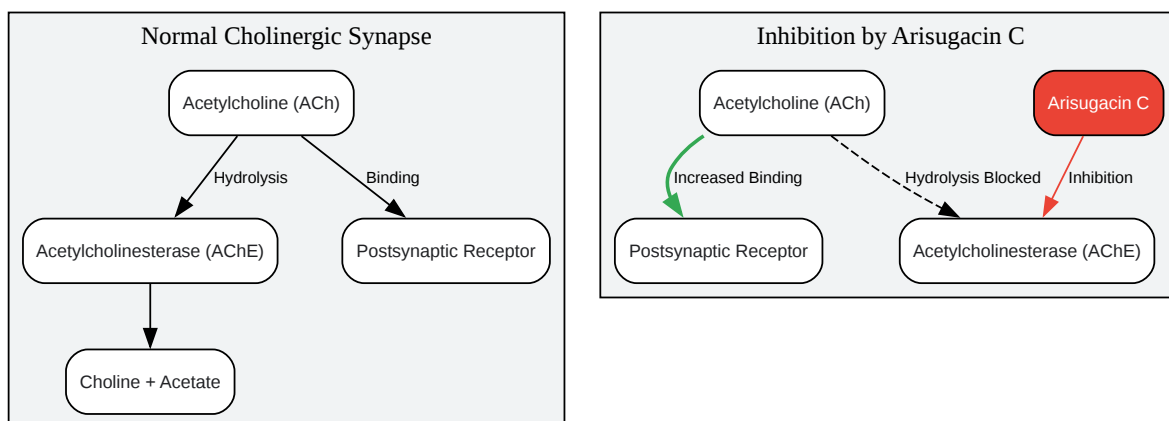 Normal Cholinergic Synapse
Acetylcholine (ACh)
Hydrolysis
Binding
Acetylcholinesterase (AChE)
Postsynaptic Receptor
Choline + Acetate
Inhibition by Arisugacin C
Acetylcholine (ACh)
Arisugacin C
Increased Binding
Hydrolysis Blocked
Inhibition
Postsynaptic Receptor
Acetylcholinesterase (AChE)